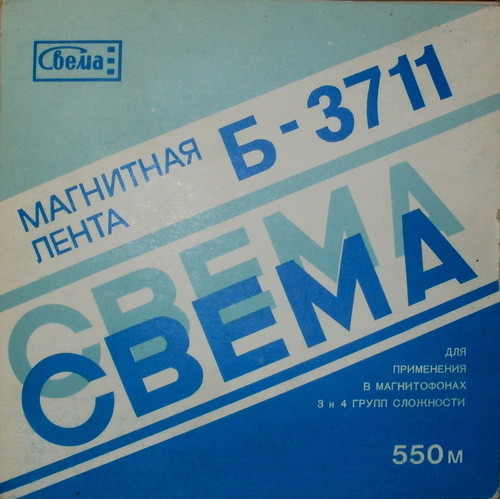 Свема
МАГНИТНАЯ
ЛЕНТА
Б-3711
СВЕМА
СВЕМА
ДЛЯ
ПРИМЕНЕНИЯ
В МАГНИТОФОНАХ
3 и 4 ГРУПП СЛОЖНОСТИ
550м